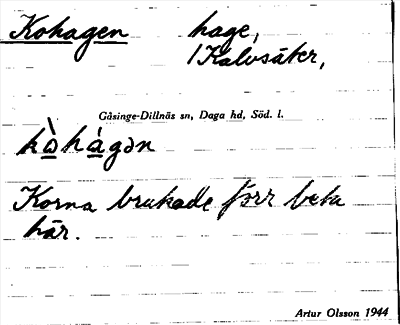 Kohagen hage,
/Kalvsäter,
Gåsinge-Dillnäs sn, Daga hd, Söd. l.
kòhágən
Korna brukade förr beta
här.
Artur Olsson 1944